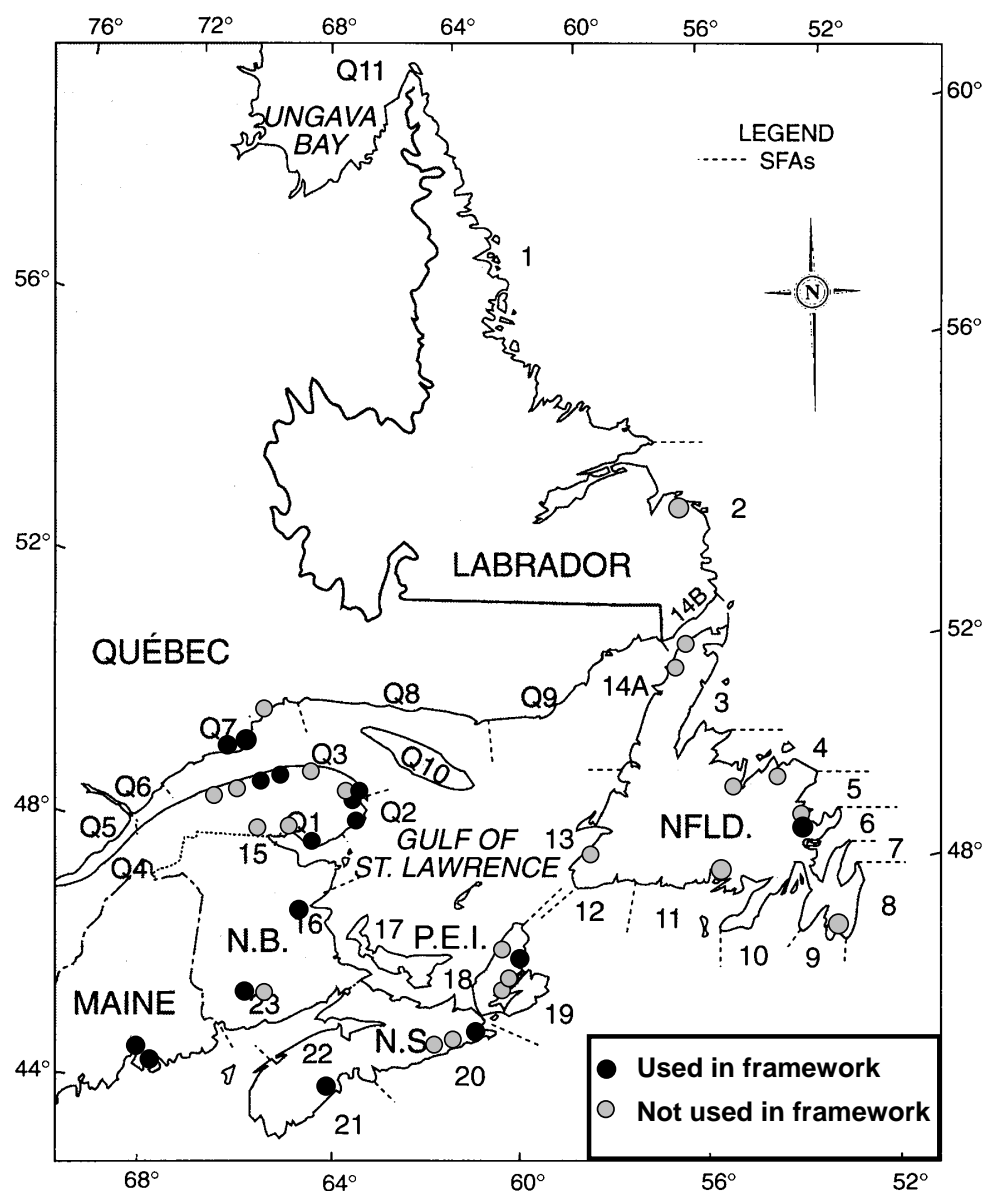 76° 72° 67° 64° 60° 56° 52°
Q11
60°
UNGAVA
BAY
LEGEND
SFAs
1
N
56°
56°
2
52°
LABRADOR
14B
52°
QUÉBEC
14A
Q8
Q9
3
Q7
Q3
4
Q10
Q6
5
48°
Q5
Q2
Q1
NFLD.
6
GULF OF
ST. LAWRENCE
13
15
7
48°
Q4
12
11
8
16
17
N.B.
P.E.I.
10
9
18
23
MAINE
19
N.S.
22
44°
20
21
Used in framework
Not used in framework
68° 64° 60° 56° 52°